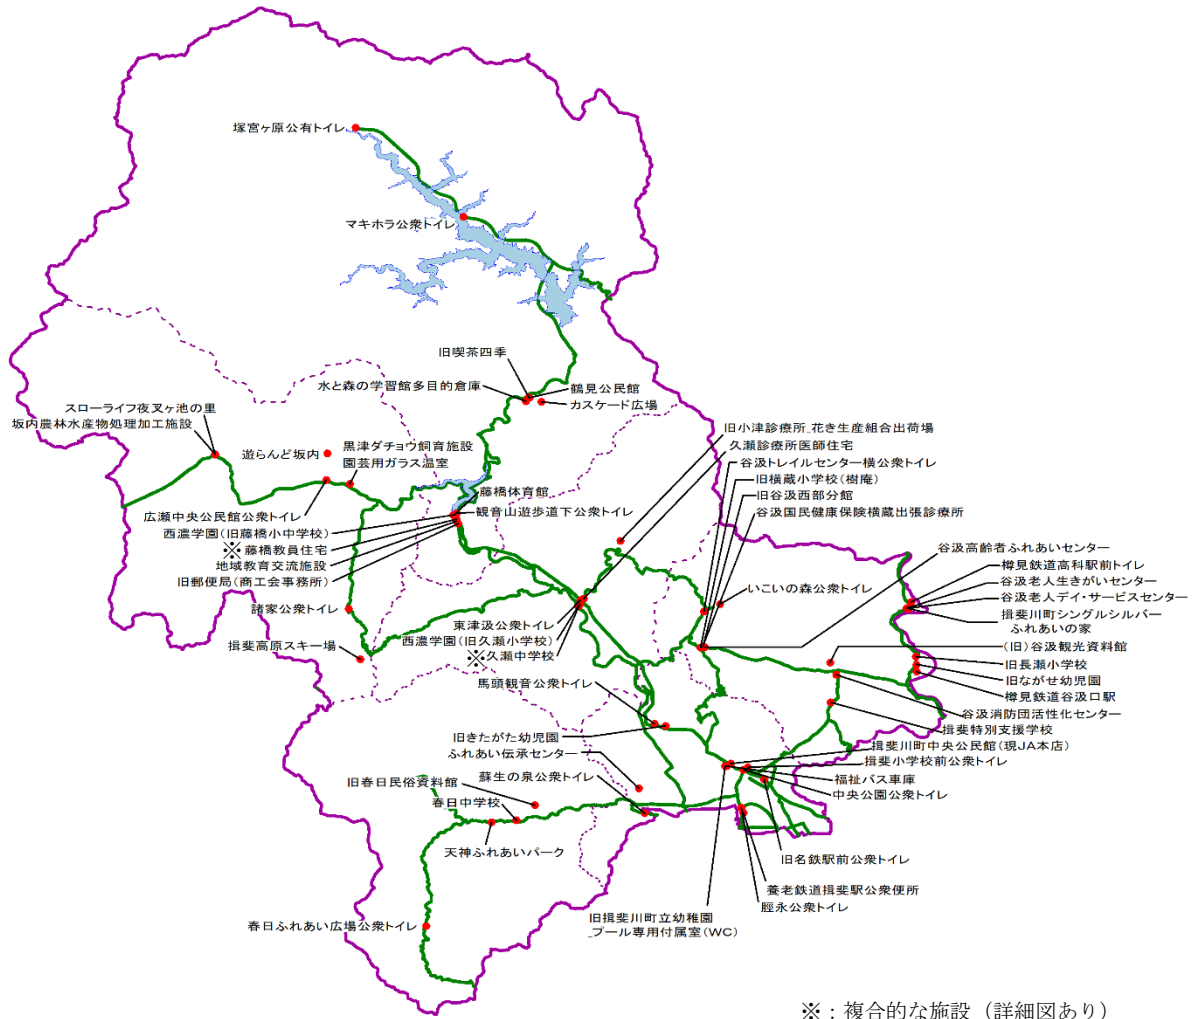 塚宮ヶ原公有トイレ
マキホラ公衆トイレ
旧喫茶四季
水と森の学習館多目的倉庫
鶴見公民館
カスケード広場
スローライフ夜叉ヶ池の里
坂内農林水産物処理加工施設
遊らんど坂内
黒津ダチョウ飼育施設
園芸用ガラス温室
広瀬中央公民館公衆トイレ
藤橋体育館
観音山遊歩道下公衆トイレ
西濃学園(旧藤橋小中学校)
※藤橋教員住宅
地域教育交流施設
旧郵便局(商工会事務所)
諸家公衆トイレ
揖斐高原スキー場
旧小津診療所_花き生産組合出荷場
久瀬診療所医師住宅
谷汲トレイルセンター横公衆トイレ
旧横蔵小学校(樹庵)
旧谷汲西部分館
谷汲国民健康保険横蔵出張診療所
いこいの森公衆トイレ
谷汲高齢者ふれあいセンター
樽見鉄道高科駅前トイレ
谷汲老人生きがいセンター
谷汲老人デイ・サービスセンター
揖斐川町シングルシルバー
ふれあいの家
(旧)谷汲観光資料館
旧長瀬小学校
旧ながせ幼児園
樽見鉄道谷汲口駅
谷汲消防団活性化センター
揖斐特別支援学校
東津汲公衆トイレ
西濃学園(旧久瀬小学校)
※久瀬中学校
馬頭観音公衆トイレ
旧きたがた幼児園
ふれあい伝承センター
蘇生の泉公衆トイレ
旧春日民俗資料館
春日中学校
天神ふれあいパーク
春日ふれあい広場公衆トイレ
揖斐川町中央公民館(現JA本店)
揖斐小学校前公衆トイレ
福祉バス車庫
中央公園公衆トイレ
旧名鉄駅前公衆トイレ
養老鉄道揖斐駅公衆便所
脛永公衆トイレ
旧揖斐川町立幼稚園
_プール専用付属室(WC)
※：複合的な施設（詳細図あり）